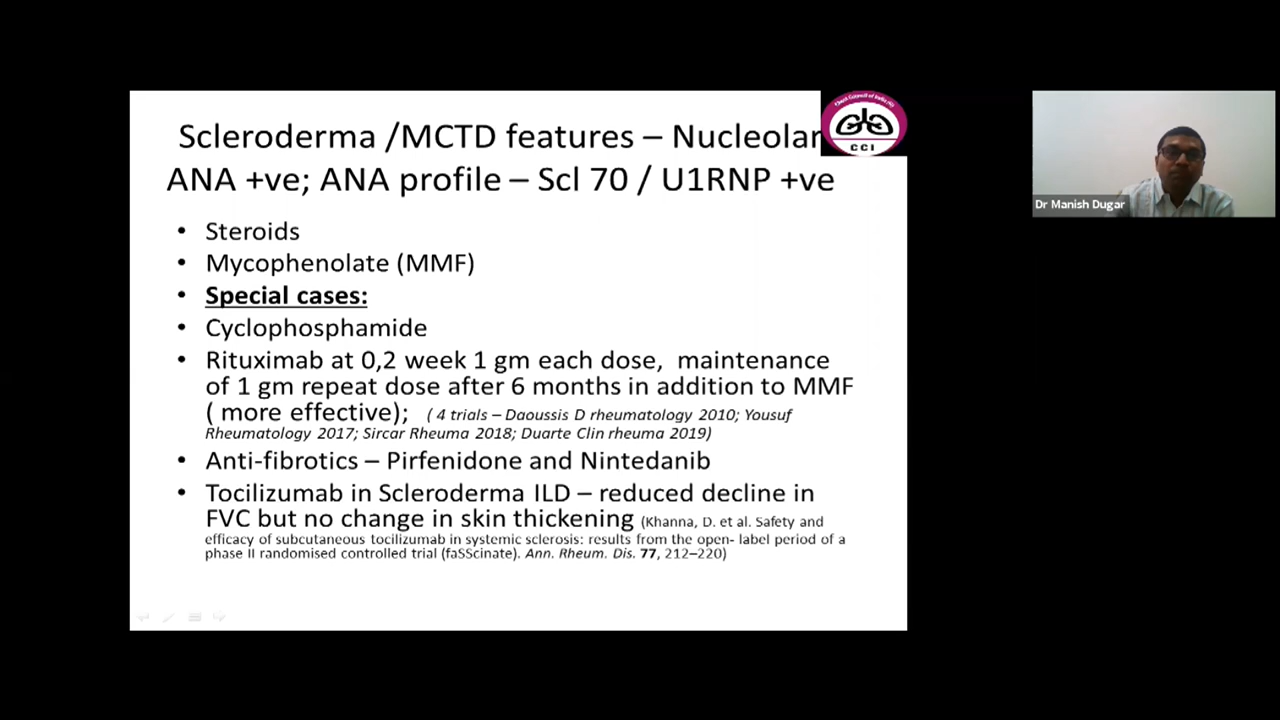 Scleroderma /MCTD features – Nucleolar
ANA +ve; ANA profile – Scl 70 / U1RNP +ve
• Steroids
• Mycophenolate (MMF)
• Special cases:
• Cyclophosphamide
• Rituximab at 0,2 week 1 gm each dose, maintenance
of 1 gm repeat dose after 6 months in addition to MMF
( more effective); ( 4 trials – Daoussis D rheumatology 2010; Yousuf
Rheumatology 2017; Sircar Rheuma 2018; Duarte Clin rheuma 2019)
• Anti-fibrotics – Pirfenidone and Nintedanib
• Tocilizumab in Scleroderma ILD – reduced decline in
FVC but no change in skin thickening (Khanna, D. et al. Safety and
efficacy of subcutaneous tocilizumab in systemic sclerosis: results from the open- label period of a
phase II randomised controlled trial (faSScinate). Ann. Rheum. Dis. 77, 212–220)
CCI
Dr Manish Dugar